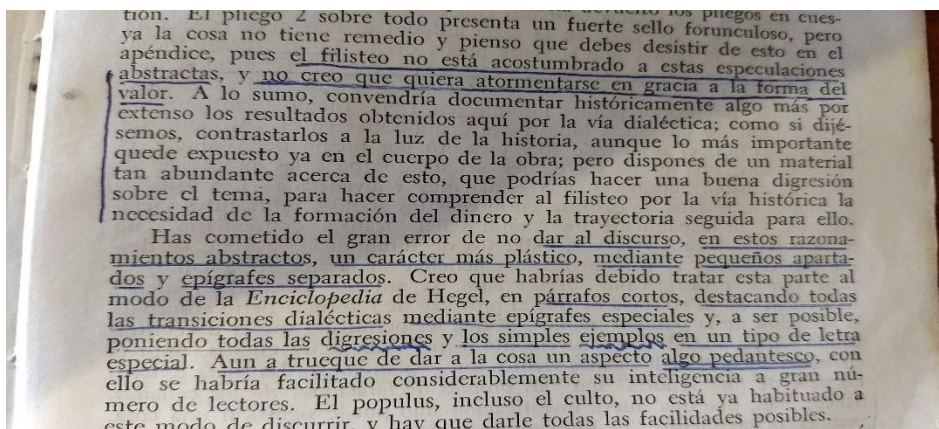 tión. El pliego 2 sobre todo presenta un fuerte sello forunculoso, pero
ya la cosa no tiene remedio y pienso que debes desistir de esto en el
apéndice, pues el filisteo no está acostumbrado a estas especulaciones
abstractas, y no creo que quiera atormentarse en gracia a la forma del
valor. A lo sumo, convendría documentar históricamente algo más por
extenso los resultados obtenidos aquí por la vía dialéctica; como si dijé-
semos, contrastarlos a la luz de la historia, aunque lo más importante
quede expuesto ya en el cuerpo de la obra; pero dispones de un material
tan abundante acerca de esto, que podrías hacer una buena digresión
sobre el tema, para hacer comprender al filisteo por la vía histórica la
necesidad de la formación del dinero y la trayectoria seguida para ello.
Has cometido el gran error de no dar al discurso, en estos razona-
mientos abstractos, un carácter más plástico, mediante pequeños aparta-
dos y epígrafes separados. Creo que habrías debido tratar esta parte al
modo de la Enciclopedia de Hegel, en párrafos cortos, destacando todas
las transiciones dialécticas mediante epígrafes especiales y, a ser posible,
poniendo todas las digresiones y los simples ejemplos en un tipo de letra
especial. Aun a trueque de dar a la cosa un aspecto algo pedantesco, con
ello se habría facilitado considerablemente su inteligencia a gran nú-
mero de lectores. El populus, incluso el culto, no está ya habituado a
este modo de discurrir, y hay que darle todas las facilidades posibles.